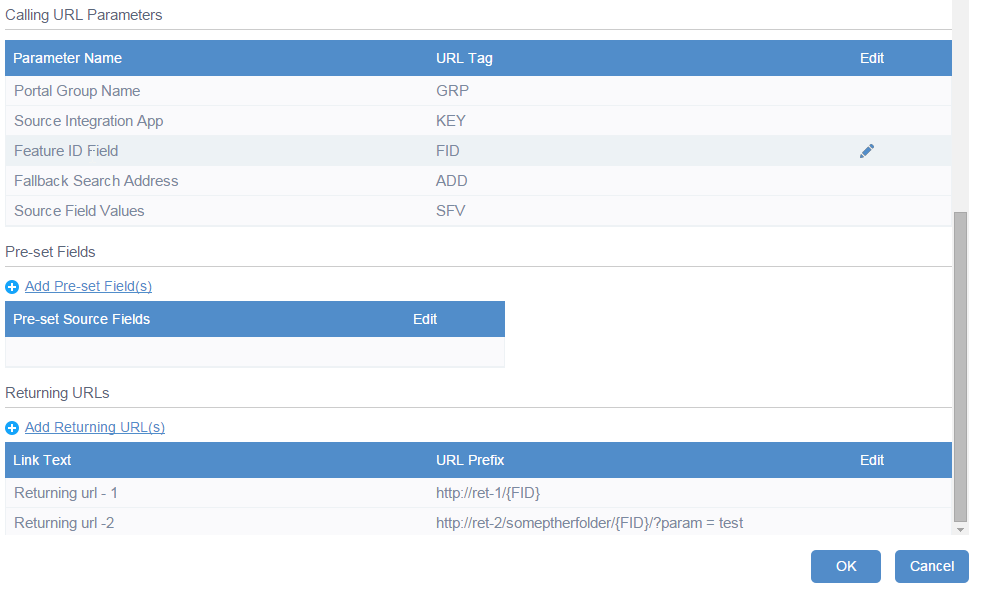 Calling URL Parameters
Parameter Name URL Tag Edit
Portal Group Name GRP
Source Integration App KEY
Feature ID Field FID
Fallback Search Address ADD
Source Field Values SFV
Pre-set Fields
Add Pre-set Field(s)
Pre-set Source Fields Edit
Returning URLs
Add Returning URL(s)
Link Text URL Prefix Edit
Returning url - 1 http://ret-1/{FID}
Returning url -2 http://ret-2/someptherfolder/{FID}/?param = test
OK Cancel